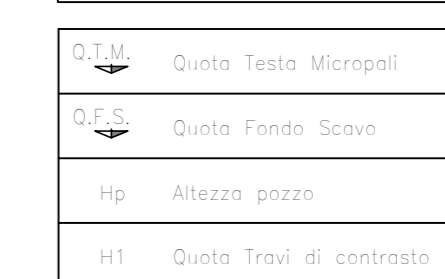 Q.T.M. Quota Testa Micropali
Q.F.S. Quota Fondo Scavo
Hp Altezza pozzo
H1 Quota Travi di contrasto